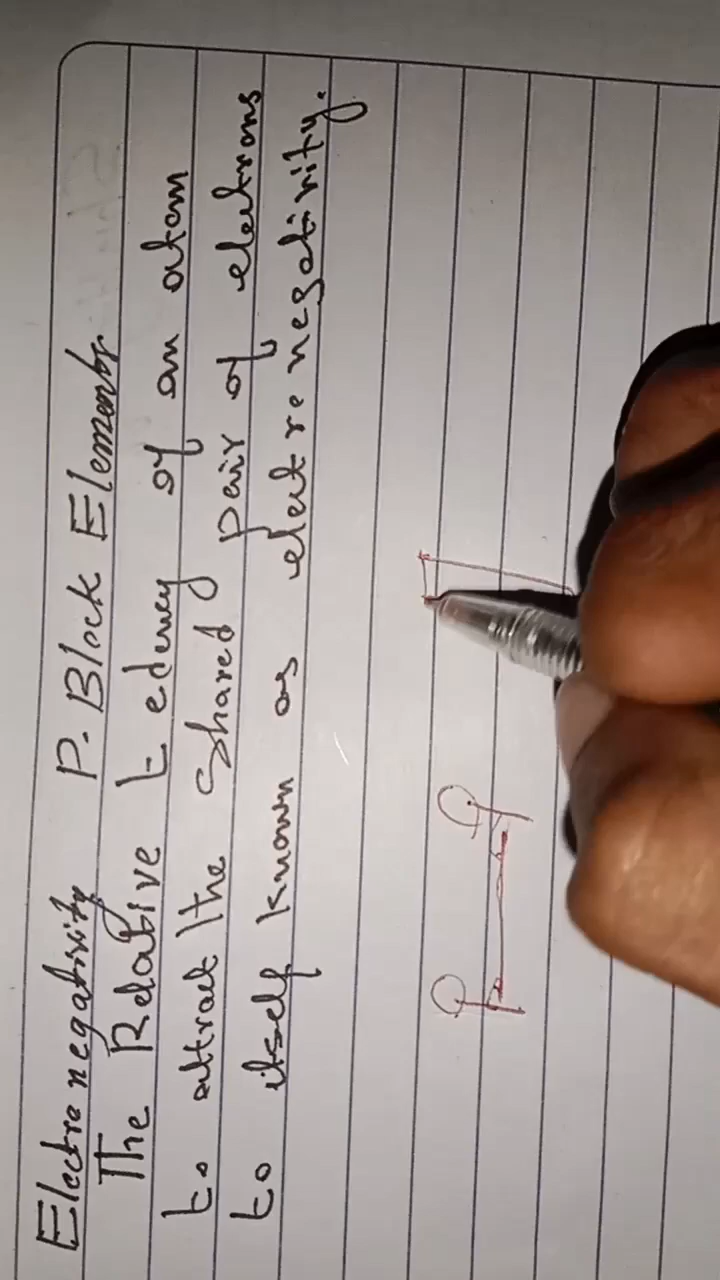 Electronegativity P. Block Elements
The Relative tedency of an atom
to attract the shared pair of electrons
to itself known as electronegativity.